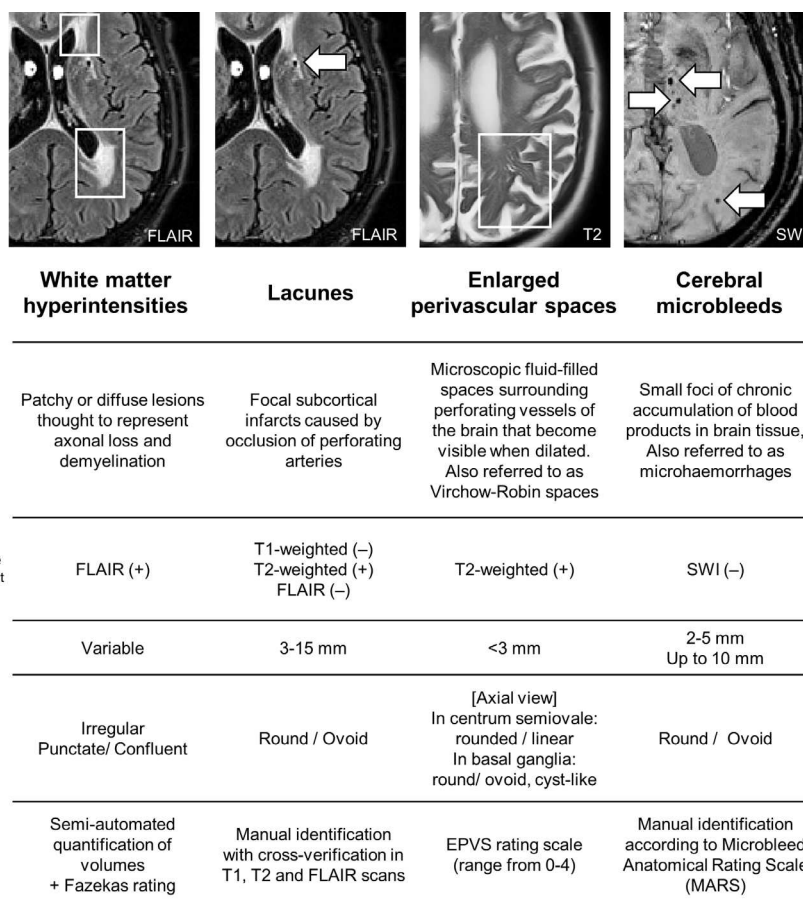 FLAIR
FLAIR
T2
SW
White matter
hyperintensities
Lacunes
Enlarged
perivascular spaces
Cerebral
microbleeds
Patchy or diffuse lesions
thought to represent
axonal loss and
demyelination
Focal subcortical
infarcts caused by
occlusion of perforating
arteries
Microscopic fluid-filled
spaces surrounding
perforating vessels of
the brain that become
visible when dilated.
Also referred to as
Virchow-Robin spaces
Small foci of chronic
accumulation of blood
products in brain tissue,
Also referred to as
microhaemorrhages
FLAIR (+)
T1-weighted (–)
T2-weighted (+)
FLAIR (–)
T2-weighted (+)
SWI (–)
Variable
3-15 mm
<3 mm
2-5 mm
Up to 10 mm
Irregular
Punctate/ Confluent
Round / Ovoid
[Axial view]
In centrum semiovale:
rounded / linear
In basal ganglia:
round/ ovoid, cyst-like
Round / Ovoid
Semi-automated
quantification of
volumes
+ Fazekas rating
Manual identification
with cross-verification in
T1, T2 and FLAIR scans
EPVS rating scale
(range from 0-4)
Manual identification
according to Microbleed
Anatomical Rating Scale
(MARS)